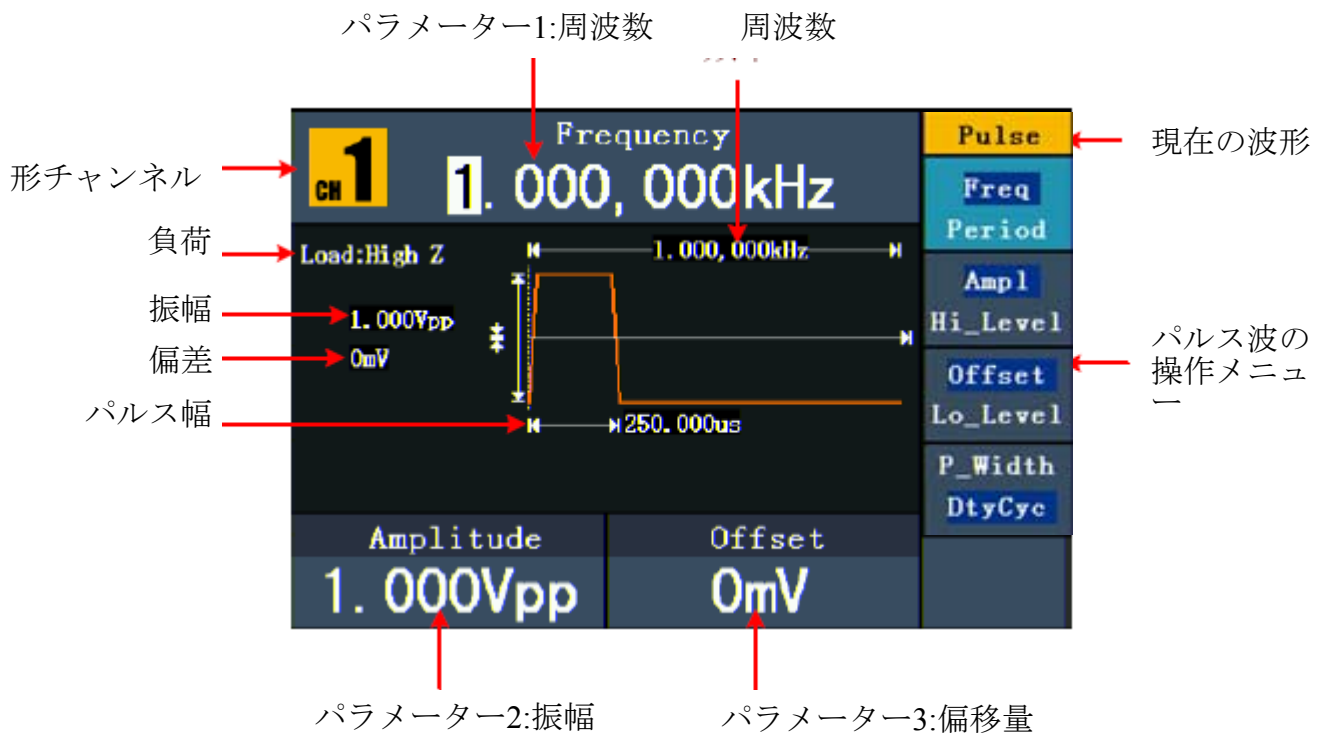 パラメーター1:周波数
周波数
形チャンネル
負荷
振幅
偏差
パルス幅
CH 1
Frequency
1.000,000kHz
Load:High Z
1.000,000kHz
1.000Vpp
0mV
250.000us
Amplitude
1.000Vpp
Offset
0mV
Pulse
Freq
Period
Ampl
Hi_Level
Offset
Lo_Level
P_Width
DtyCyc
現在の波形
パルス波の
操作メニュ
ー
パラメーター2:振幅
パラメーター3:偏移量